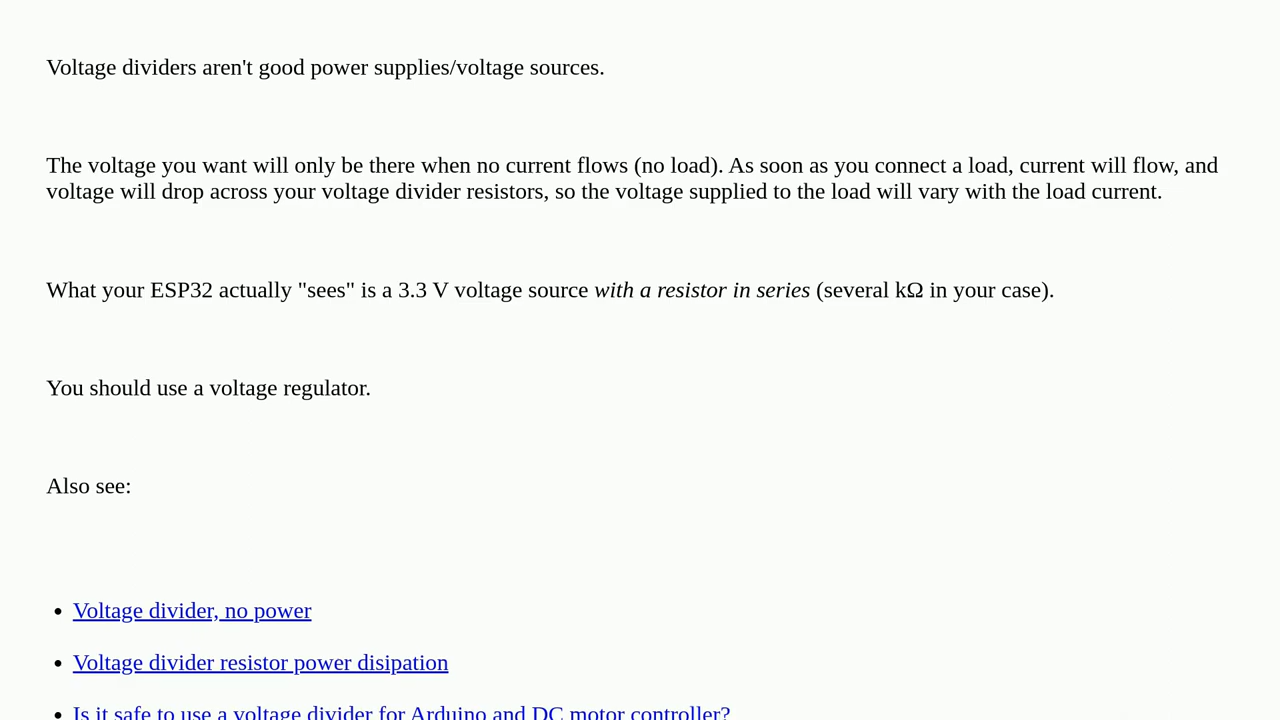 Voltage dividers aren't good power supplies/voltage sources.
The voltage you want will only be there when no current flows (no load). As soon as you connect a load, current will flow, and
voltage will drop across your voltage divider resistors, so the voltage supplied to the load will vary with the load current.
What your ESP32 actually "sees" is a 3.3 V voltage source with a resistor in series (several kΩ in your case).
You should use a voltage regulator.
Also see:
• Voltage divider, no power
• Voltage divider resistor power disipation
• Is it safe to use a voltage divider for Arduino and DC motor controller?